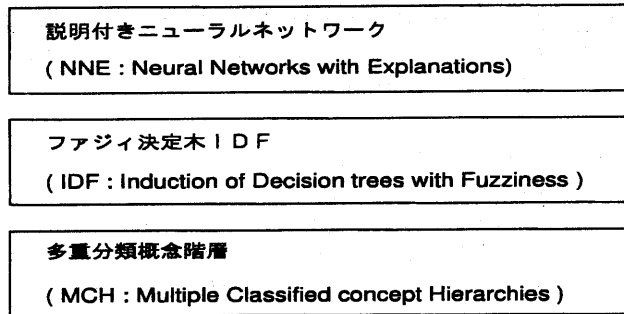 説明付きニューラルネットワーク
( NNE : Neural Networks with Explanations)
ファジィ決定木ＩＤＦ
( IDF : Induction of Decision trees with Fuzziness )
多重分類概念階層
( MCH : Multiple Classified concept Hierarchies )